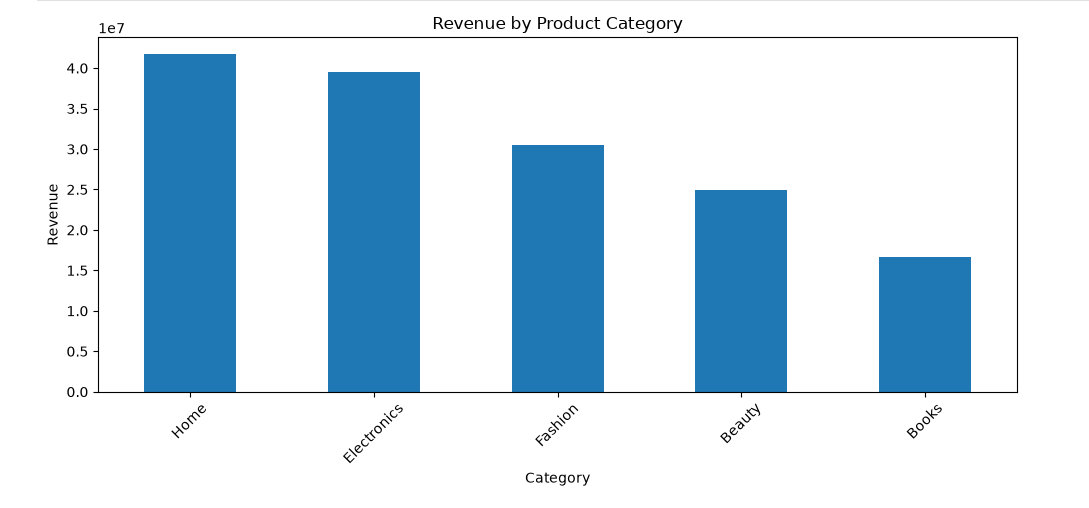 Revenue by Product Category
1e7
4.0
3.5
3.0
2.5
2.0
1.5
1.0
0.5
0.0
Revenue
Home
Electronics
Fashion
Beauty
Books
Category